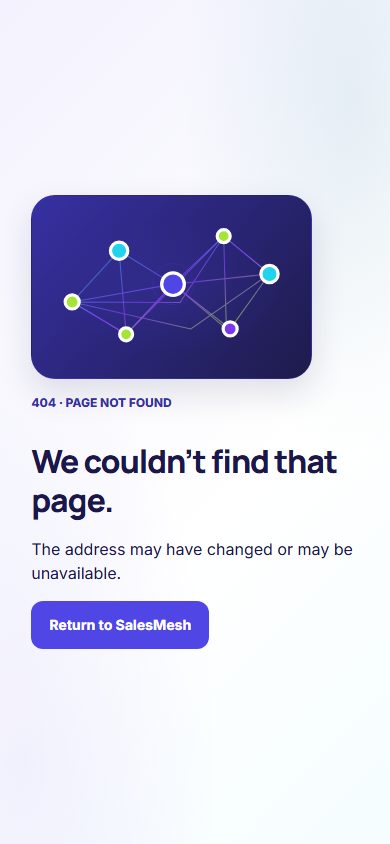 404 · PAGE NOT FOUND
We couldn’t find that
page.
The address may have changed or may be
unavailable.
Return to SalesMesh